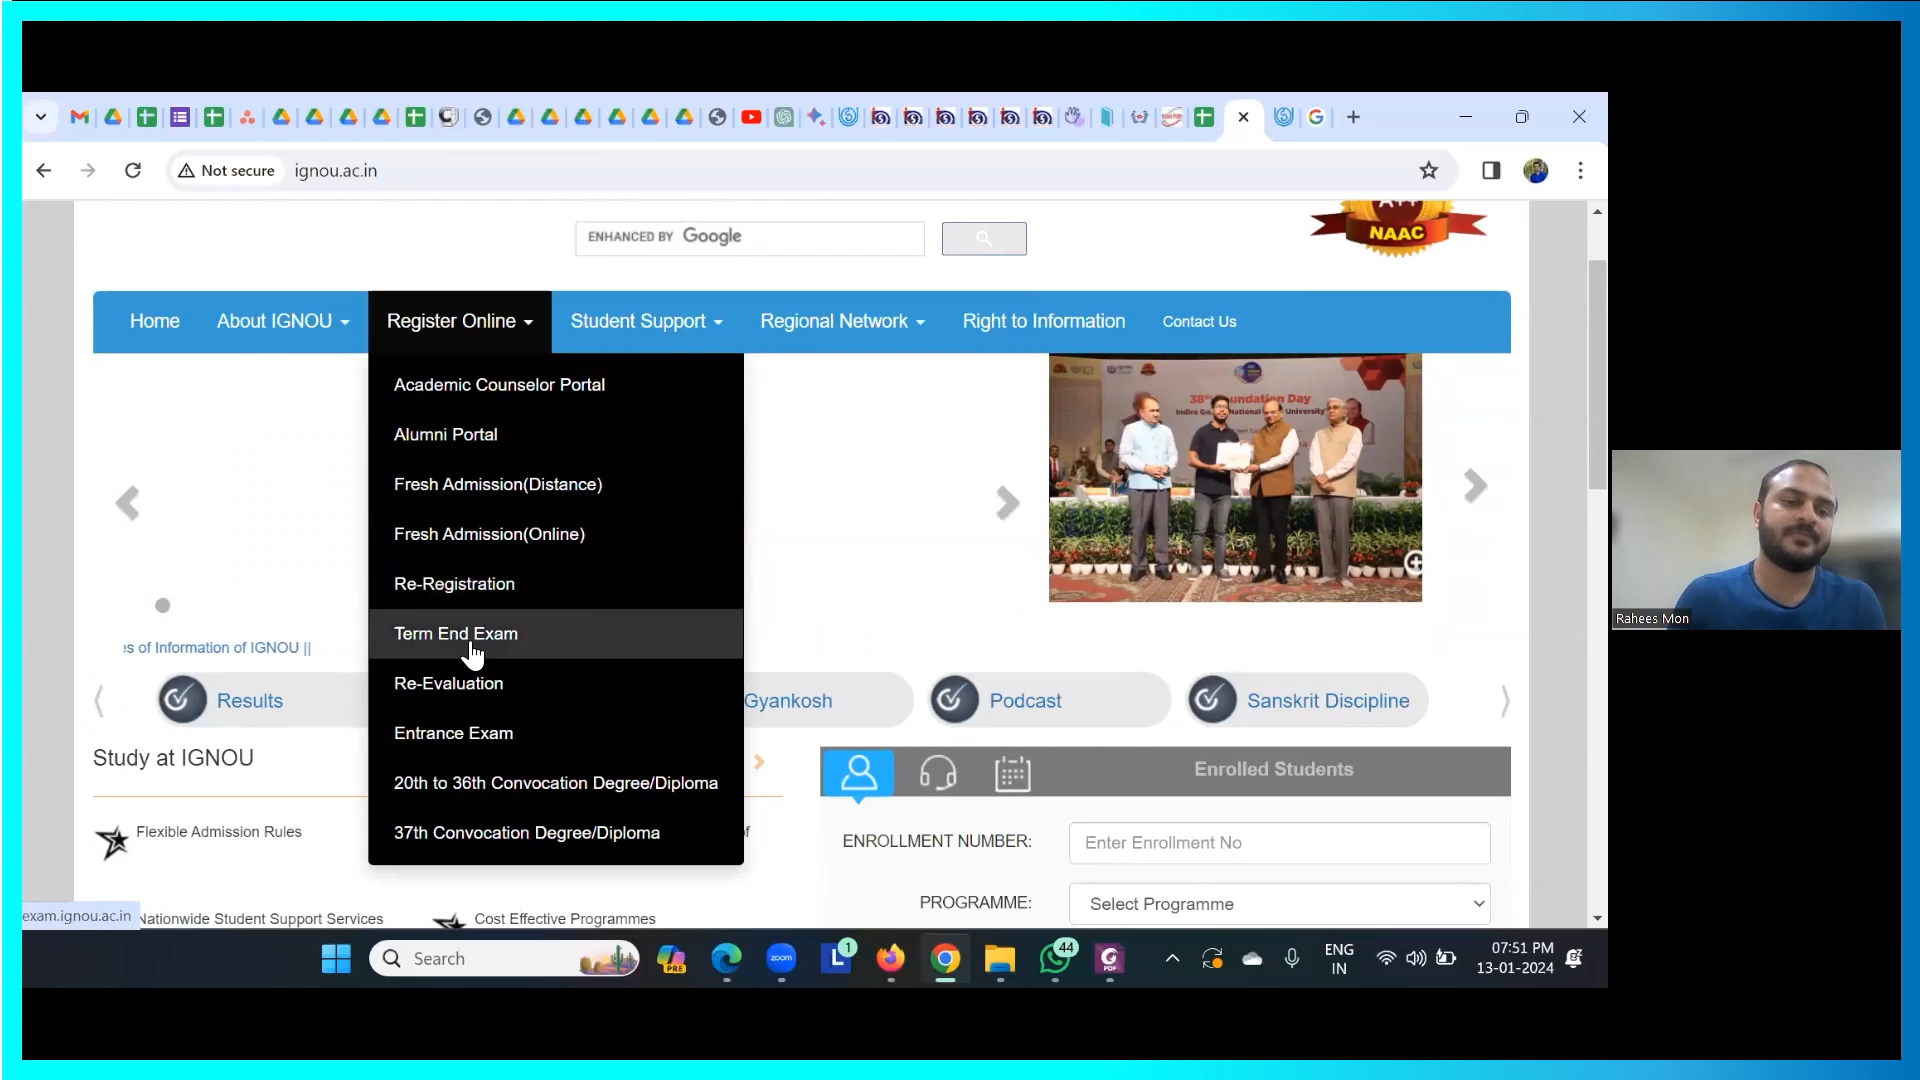 Not secure
ignou.ac.in
ENHANCED BY Google
NAAC
Home
About IGNOU
Register Online
Student Support
Regional Network
Right to Information
Contact Us
Academic Counselor Portal
Alumni Portal
Fresh Admission(Distance)
Fresh Admission(Online)
Re-Registration
Term End Exam
Re-Evaluation
Entrance Exam
20th to 36th Convocation Degree/Diploma
37th Convocation Degree/Diploma
of Information of IGNOU ||
Results
Gyankosh
Podcast
Sanskrit Discipline
Study at IGNOU
Flexible Admission Rules
Nationwide Student Support Services
Cost Effective Programmes
Enrolled Students
ENROLLMENT NUMBER:
Enter Enrollment No
PROGRAMME:
Select Programme
exam.ignou.ac.in
Rahees Mon
Search
PRE
zoom
L
1
44
PDF
ENG
IN
07:51 PM
13-01-2024